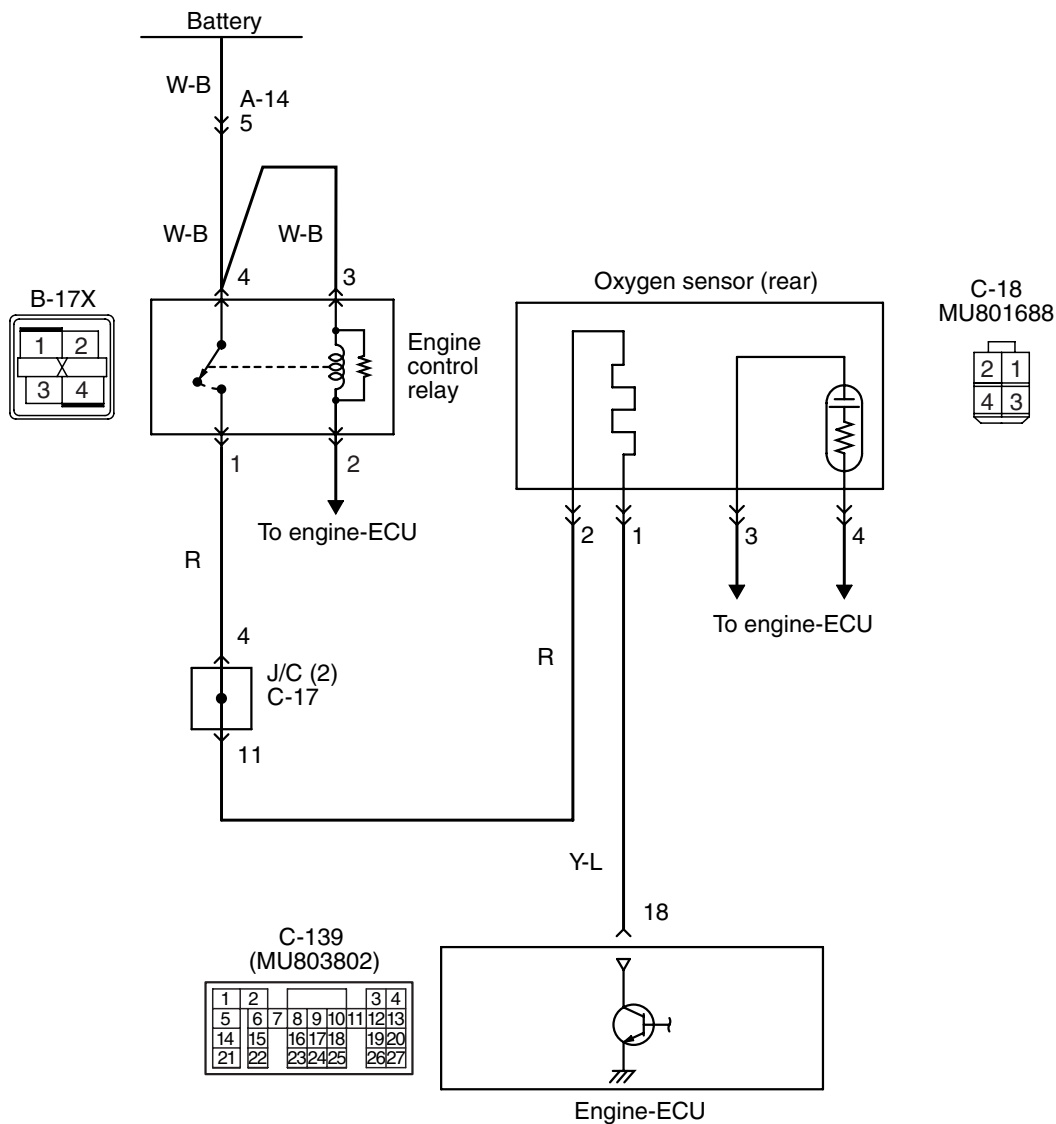 Battery
W-B
A-14
5
W-B
W-B
4
3
B-17X
1 2
3 4
Engine
control
relay
1
2
To engine-ECU
Oxygen sensor (rear)
C-18
MU801688
2 1
4 3
2
1
3
4
To engine-ECU
R
4
J/C (2)
C-17
11
R
Y-L
18
C-139
(MU803802)
1 2 3 4
5 6 7 8 9 10 11 12 13
14 15 16 17 18 19 20
21 22 23 24 25 26 27
Engine-ECU